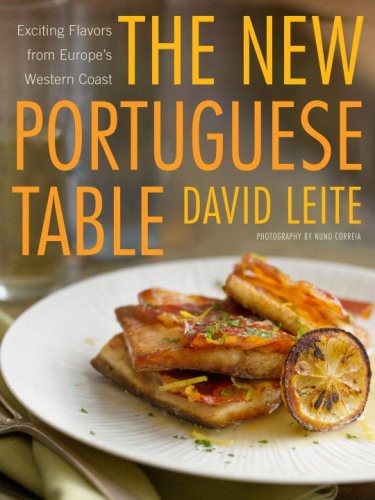 Exciting Flavors
from Europe's
Western Coast
THE NEW
PORTUGUESE
TABLE
DAVID LEITE
PHOTOGRAPHY BY NUNO CORREIA